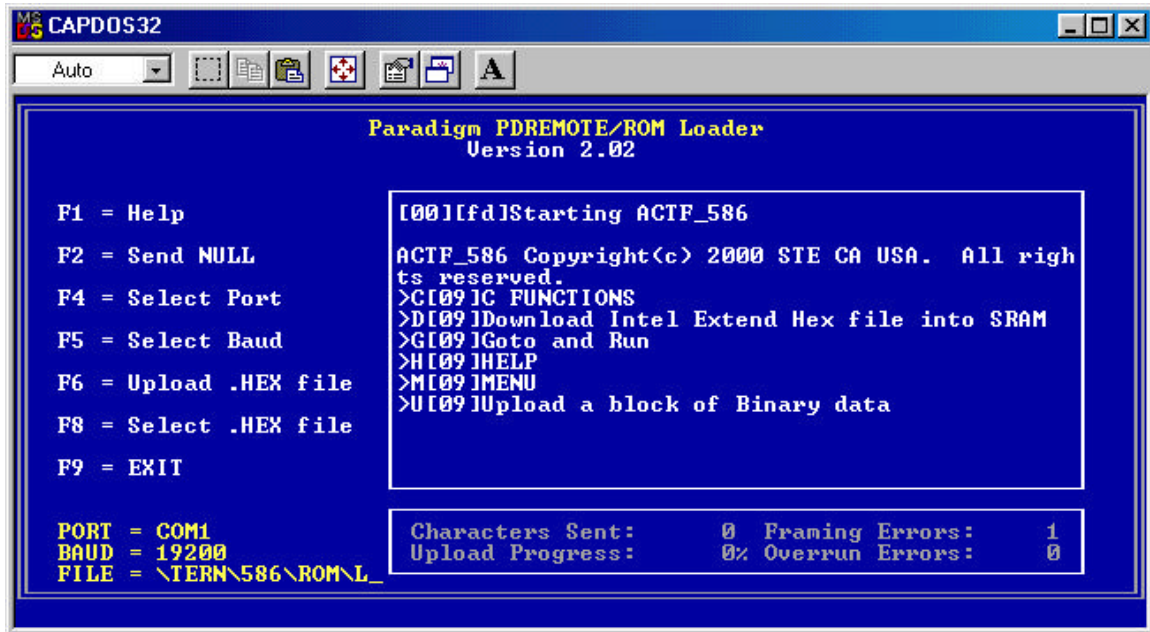 CAPDOS32
Auto
A
Paradigm PDREMOTE/ROM Loader
Version 2.02
F1 = Help
F2 = Send NULL
F4 = Select Port
F5 = Select Baud
F6 = Upload .HEX file
F8 = Select .HEX file
F9 = EXIT
[00][fd]Starting ACTF_586
ACTF_586 Copyright(c) 2000 STE CA USA.  All righ
ts reserved.
>C[09]C FUNCTIONS
>D[09]Download Intel Extend Hex file into SRAM
>G[09]Goto and Run
>H[09]HELP
>M[09]MENU
>U[09]Upload a block of Binary data
PORT = COM1
BAUD = 19200
FILE = \TERN\586\ROM\L_
Characters Sent: 0 Framing Errors: 1
Upload Progress: 0% Overrun Errors: 0